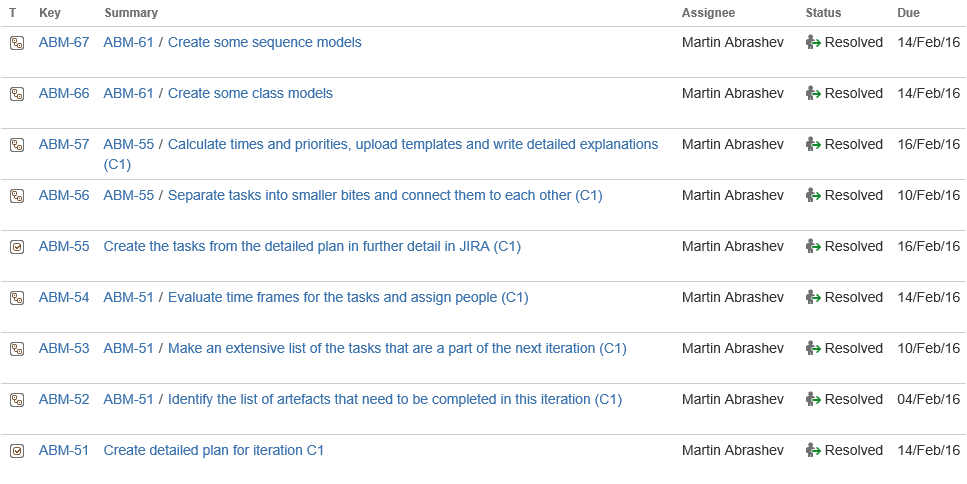 T Key Summary Assignee Status Due
ABM-67 ABM-61 / Create some sequence models Martin Abrashev Resolved 14/Feb/16
ABM-66 ABM-61 / Create some class models Martin Abrashev Resolved 14/Feb/16
ABM-57 ABM-55 / Calculate times and priorities, upload templates and write detailed explanations Martin Abrashev Resolved 16/Feb/16
(C1)
ABM-56 ABM-55 / Separate tasks into smaller bites and connect them to each other (C1) Martin Abrashev Resolved 10/Feb/16
ABM-55 Create the tasks from the detailed plan in further detail in JIRA (C1) Martin Abrashev Resolved 16/Feb/16
ABM-54 ABM-51 / Evaluate time frames for the tasks and assign people (C1) Martin Abrashev Resolved 14/Feb/16
ABM-53 ABM-51 / Make an extensive list of the tasks that are a part of the next iteration (C1) Martin Abrashev Resolved 10/Feb/16
ABM-52 ABM-51 / Identify the list of artefacts that need to be completed in this iteration (C1) Martin Abrashev Resolved 04/Feb/16
ABM-51 Create detailed plan for iteration C1 Martin Abrashev Resolved 14/Feb/16